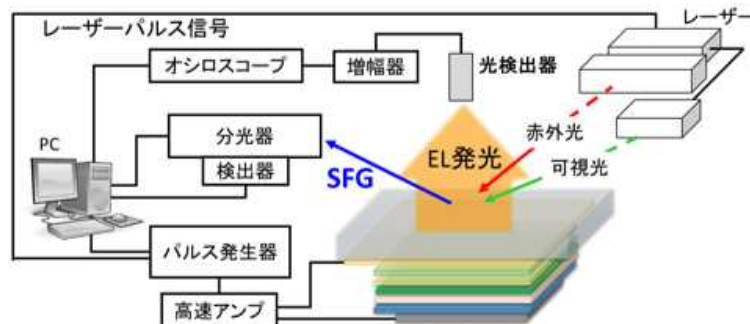 レーザーパルス信号
レーザー
オシロスコープ
増幅器
光検出器
PC
分光器
検出器
SFG
EL発光
赤外光
可視光
パルス発生器
高速アンプ